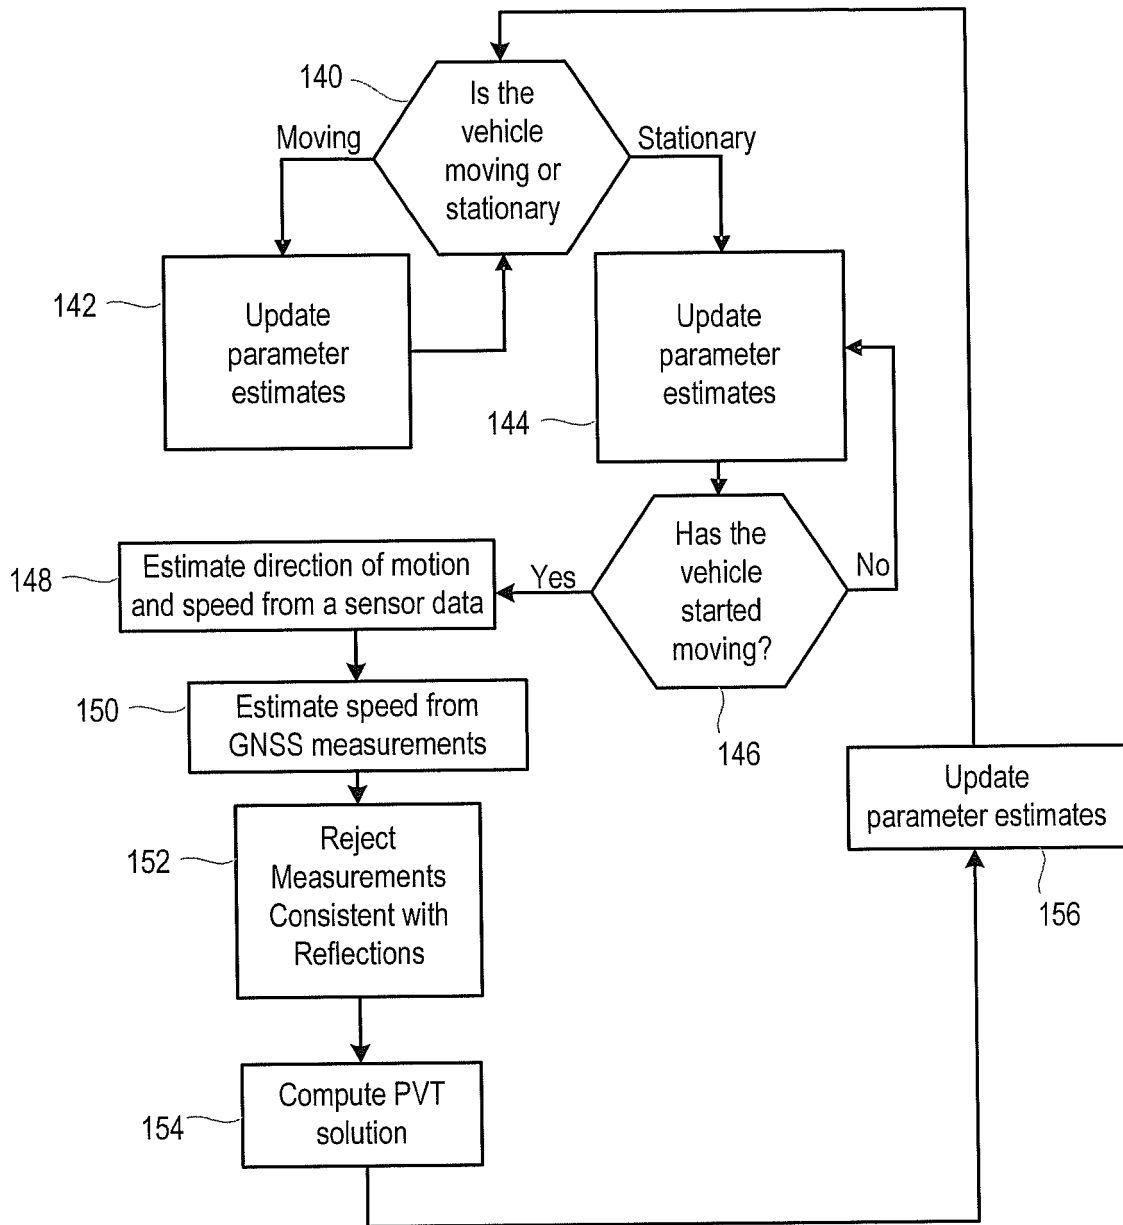 140
Is the
vehicle
moving or
stationary
Moving
Stationary
142
Update
parameter
estimates
144
Update
parameter
estimates
146
Has the
vehicle
started
moving?
No
Yes
148
Estimate direction of motion
and speed from a sensor data
150
Estimate speed from
GNSS measurements
152
Reject
Measurements
Consistent with
Reflections
154
Compute PVT
solution
Update
parameter estimates
156